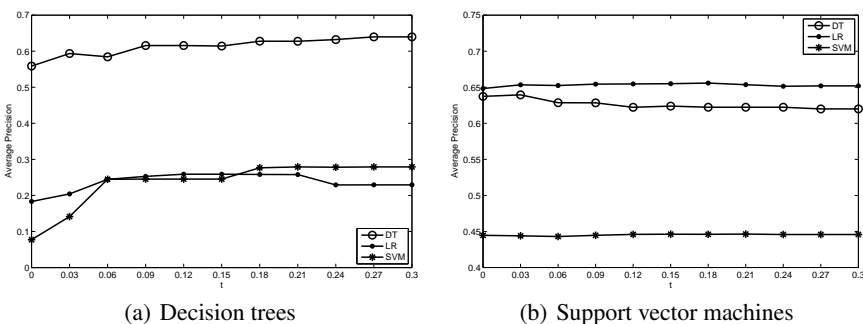 0.7
0.6
0.5
0.4
0.3
0.2
0.1
0
Average Precision
0 0.03 0.06 0.09 0.12 0.15 0.18 0.21 0.24 0.27 0.3
t
DT
LR
SVM
(a) Decision trees
0.75
0.7
0.65
0.6
0.55
0.5
0.45
0.4
Average Precision
0 0.03 0.06 0.09 0.12 0.15 0.18 0.21 0.24 0.27 0.3
t
DT
LR
SVM
(b) Support vector machines